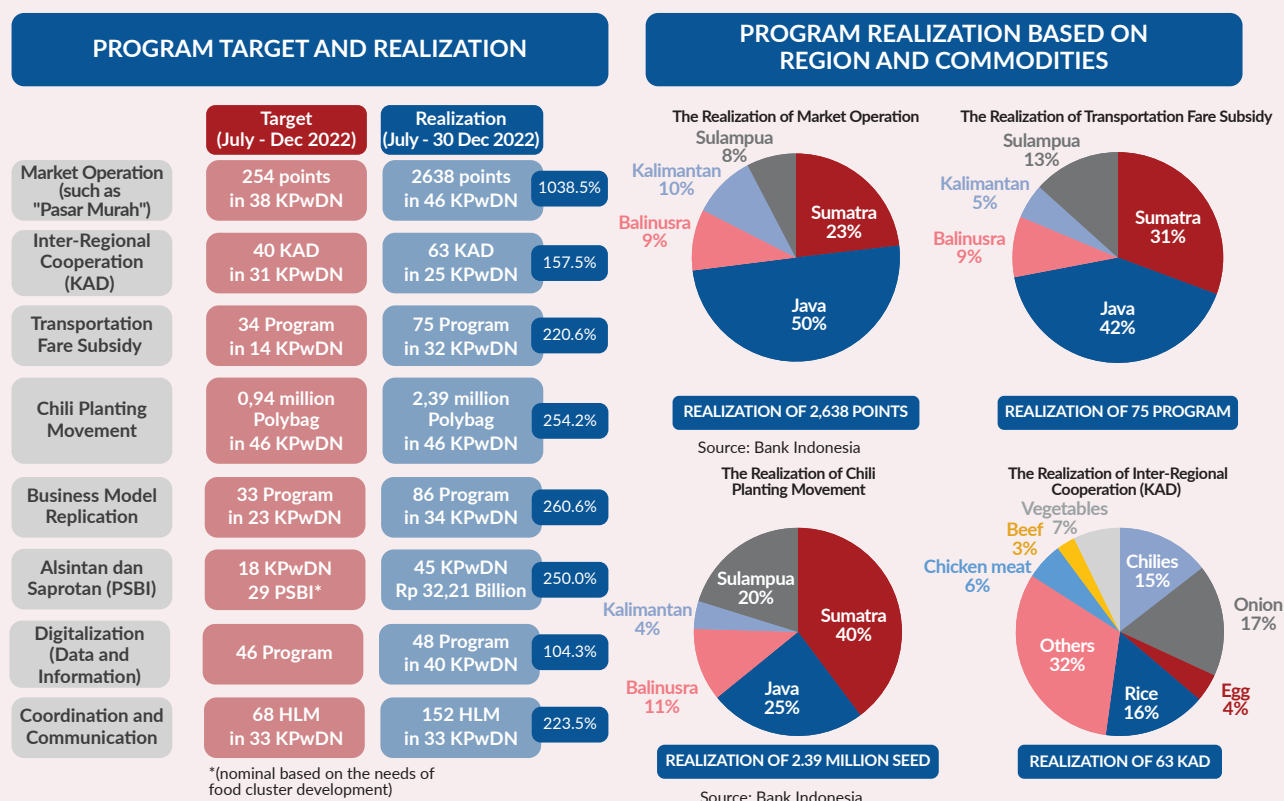 PROGRAM TARGET AND REALIZATION
Target
(July - Dec 2022)
Realization
(July - 30 Dec 2022)
Market Operation
(such as
"Pasar Murah")
254 points
in 38 KPwDN
2638 points
in 46 KPwDN
1038.5%
Inter-Regional
Cooperation
(KAD)
40 KAD
in 31 KPwDN
63 KAD
in 25 KPwDN
157.5%
Transportation
Fare Subsidy
34 Program
in 14 KPwDN
75 Program
in 32 KPwDN
220.6%
Chili Planting
Movement
0,94 million
Polybag
in 46 KPwDN
2,39 million
Polybag
in 46 KPwDN
254.2%
Business Model
Replication
33 Program
in 23 KPwDN
86 Program
in 34 KPwDN
260.6%
Alsintan dan
Saprotan (PSBI)
18 KPwDN
29 PSBI*
45 KPwDN
Rp 32,21 Billion
250.0%
Digitalization
(Data and
Information)
46 Program
48 Program
in 40 KPwDN
104.3%
Coordination and
Communication
68 HLM
in 33 KPwDN
152 HLM
in 33 KPwDN
223.5%
*(nominal based on the needs of
food cluster development)
PROGRAM REALIZATION BASED ON
REGION AND COMMODITIES
The Realization of Market Operation
Sulampua
8%
Kalimantan
10%
Balinusra
9%
Sumatra
23%
Java
50%
REALIZATION OF 2,638 POINTS
Source: Bank Indonesia
The Realization of Transportation Fare Subsidy
Sulampua
13%
Kalimantan
5%
Balinusra
9%
Sumatra
31%
Java
42%
REALIZATION OF 75 PROGRAM
The Realization of Chili
Planting Movement
Sulampua
20%
Kalimantan
4%
Balinusra
11%
Sumatra
40%
Java
25%
REALIZATION OF 2.39 MILLION SEED
Source: Bank Indonesia
The Realization of Inter-Regional
Cooperation (KAD)
Vegetables
7%
Beef
3%
Chicken meat
6%
Chilies
15%
Onion
17%
Others
32%
Rice
16%
Egg
4%
REALIZATION OF 63 KAD